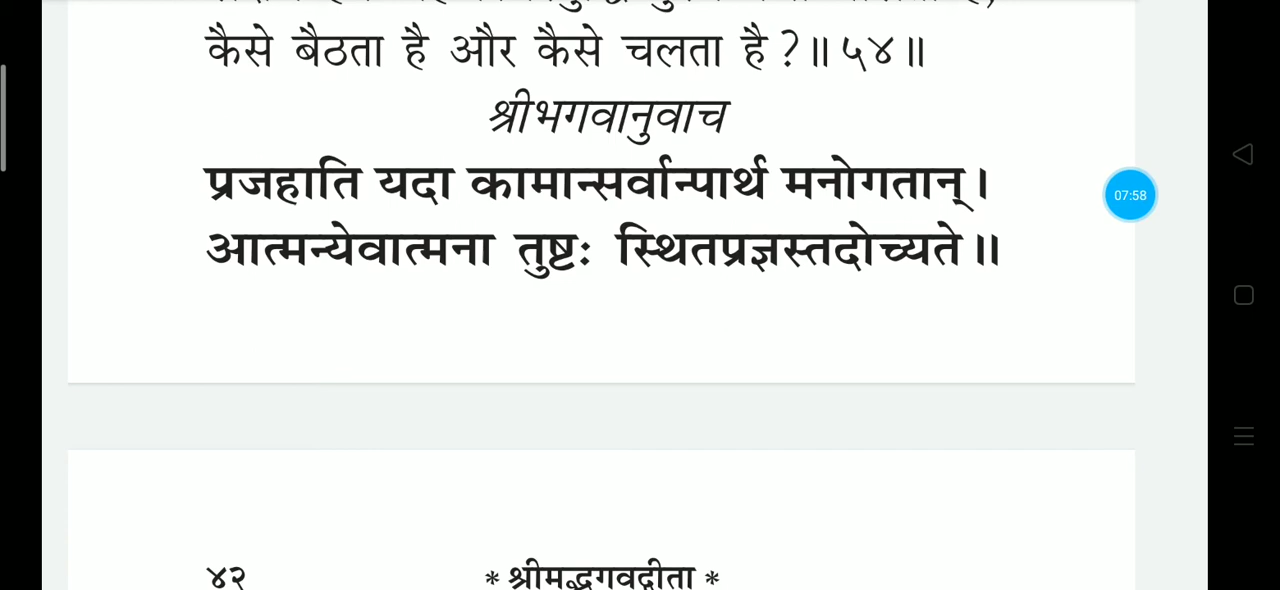 कैसे बैठता है और कैसे चलता है?॥५४॥
श्रीभगवानुवाच
प्रजहाति यदा कामान्सर्वान्पार्थ मनोगतान्।
आत्मन्येवात्मना तुष्टः स्थितप्रज्ञस्तदोच्यते॥
07:58
४२ * श्रीमद्भगवद्गीता *